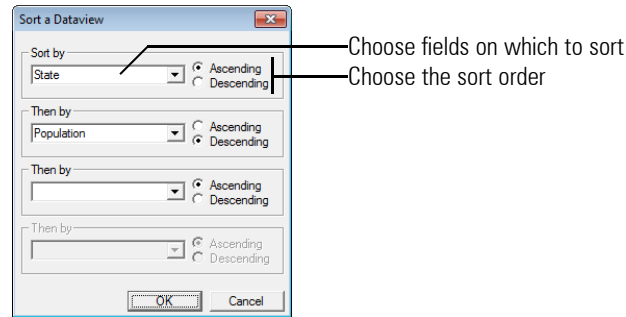 Sort a Dataview
Sort by
State
Ascending
Descending
Choose fields on which to sort
Choose the sort order
Then by
Population
Ascending
Descending
Then by
Ascending
Descending
Then by
Ascending
Descending
OK
Cancel